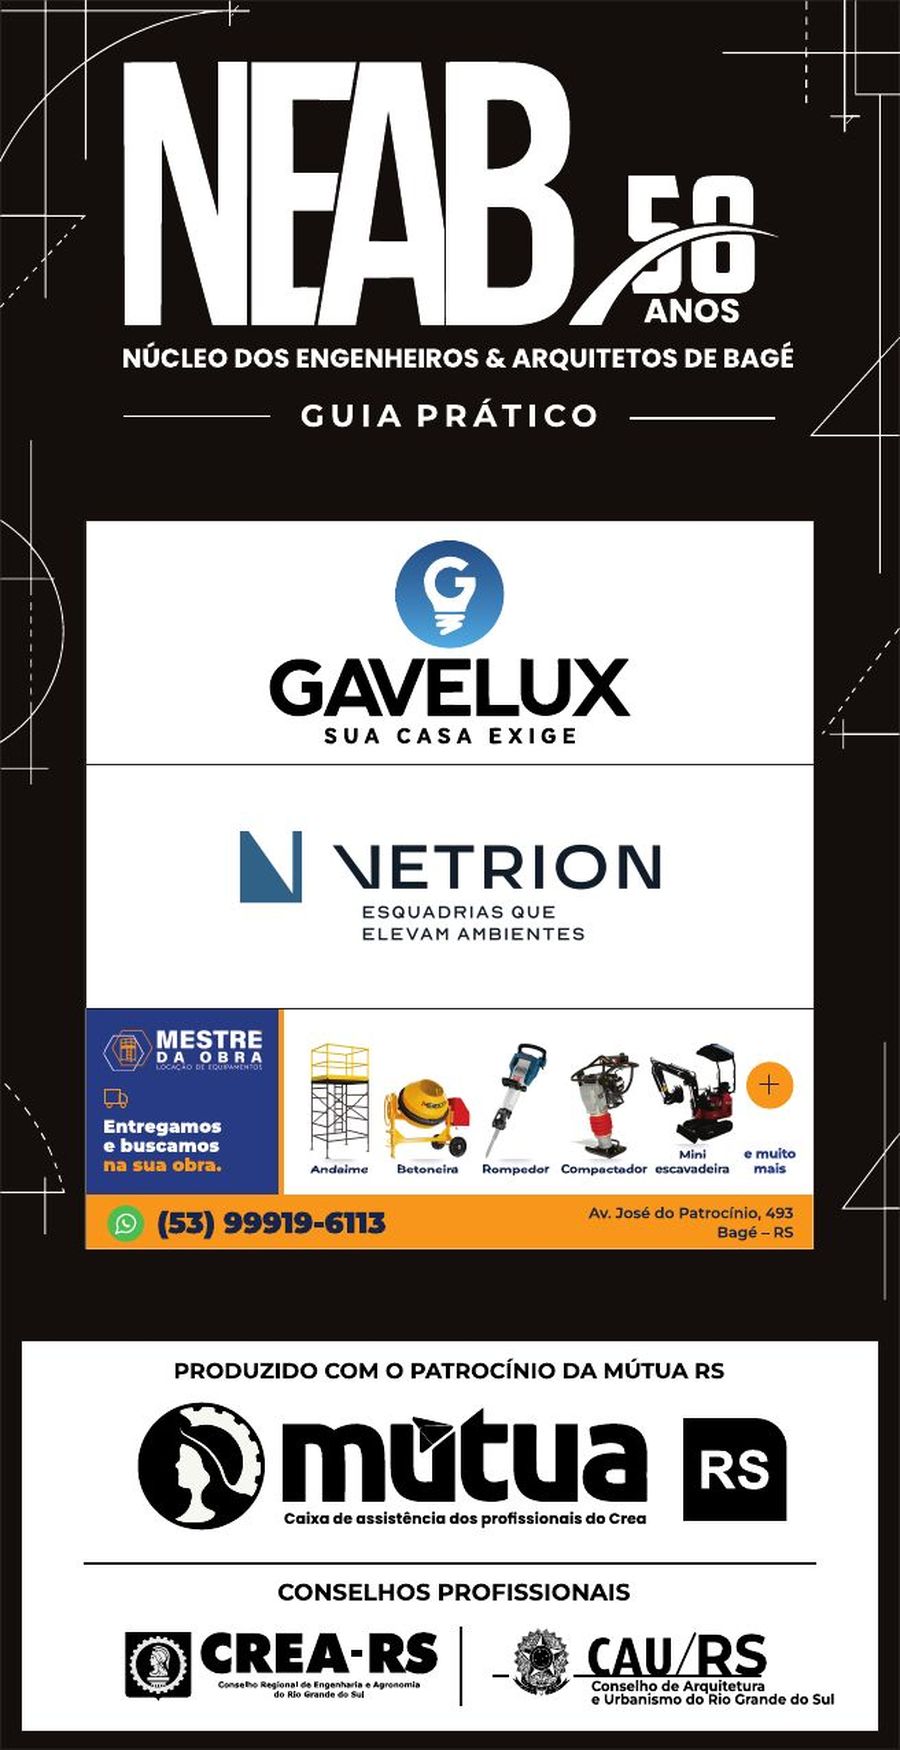 NEAB
58
ANOS
NÚCLEO DOS ENGENHEIROS & ARQUITETOS DE BAGÉ
GUIA PRÁTICO
G
GAVELUX
SUA CASA EXIGE
VETRION
ESQUADRIAS QUE
ELEVAM AMBIENTES
MESTRE
DA OBRA
LOCAÇÃO DE EQUIPAMENTOS
Entregamos
e buscamos
na sua obra.
Andaime
Betoneira
Rompedor
Compactador
Mini
escavadeira
+
e muito
mais
(53) 99919-6113
Av. José do Patrocínio, 493
Bagé – RS
PRODUZIDO COM O PATROCÍNIO DA MÚTUA RS
mútua
RS
Caixa de assistência dos profissionais do Crea
CONSELHOS PROFISSIONAIS
CREA-RS
Conselho Regional de Engenharia e Agronomia
do Rio Grande do Sul
CAU/RS
Conselho de Arquitetura
e Urbanismo do Rio Grande do Sul